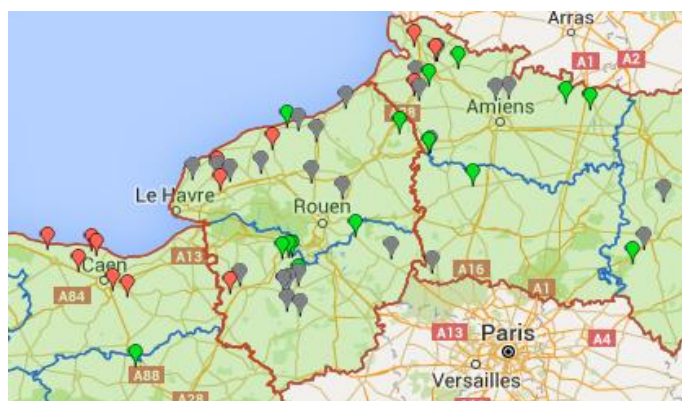 Arras
A1
A2
A28
Amiens
Le Havre
Rouen
A13
Caen
A84
A16
A1
A13
Paris
A4
Versailles
A88
A28